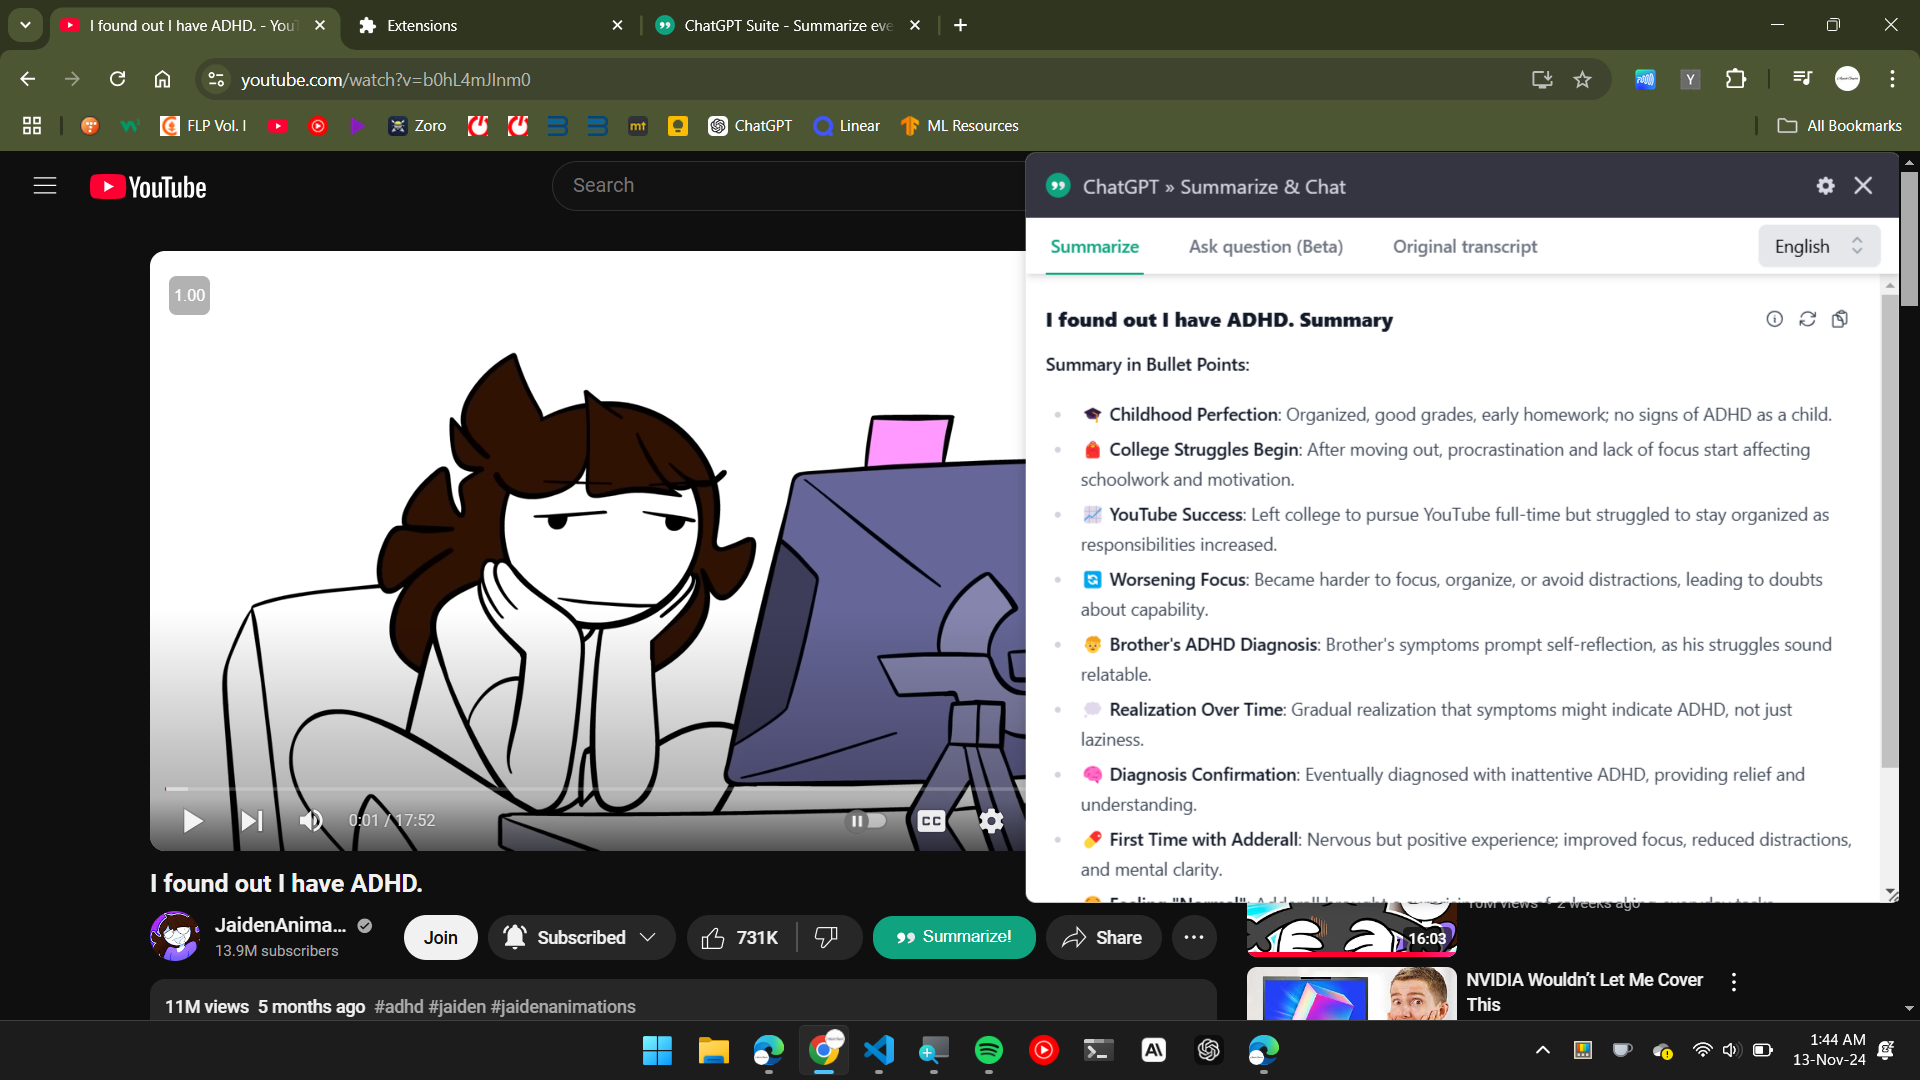 I found out I have ADHD. - You
Extensions
ChatGPT Suite - Summarize eve
youtube.com/watch?v=b0hL4mJInm0
Y
FLP Vol. I
Zoro
mt
ChatGPT
Linear
ML Resources
All Bookmarks
YouTube
Search
ChatGPT » Summarize & Chat
Summarize
Ask question (Beta)
Original transcript
English
1.00
I found out I have ADHD. Summary
Summary in Bullet Points:
Childhood Perfection: Organized, good grades, early homework; no signs of ADHD as a child.
College Struggles Begin: After moving out, procrastination and lack of focus start affecting
schoolwork and motivation.
YouTube Success: Left college to pursue YouTube full-time but struggled to stay organized as
responsibilities increased.
Worsening Focus: Became harder to focus, organize, or avoid distractions, leading to doubts
about capability.
Brother's ADHD Diagnosis: Brother's symptoms prompt self-reflection, as his struggles sound
relatable.
Realization Over Time: Gradual realization that symptoms might indicate ADHD, not just
laziness.
Diagnosis Confirmation: Eventually diagnosed with inattentive ADHD, providing relief and
understanding.
First Time with Adderall: Nervous but positive experience; improved focus, reduced distractions,
and mental clarity.
Feeling "Normal": Adderall brought
0:01 / 17:52
CC
I found out I have ADHD.
JaidenAnima...
13.9M subscribers
Join
Subscribed
731K
Summarize!
Share
11M views 5 months ago #adhd #jaiden #jaidenanimations
2 weeks ago
16:03
NVIDIA Wouldn't Let Me Cover
This
1:44 AM
13-Nov-24